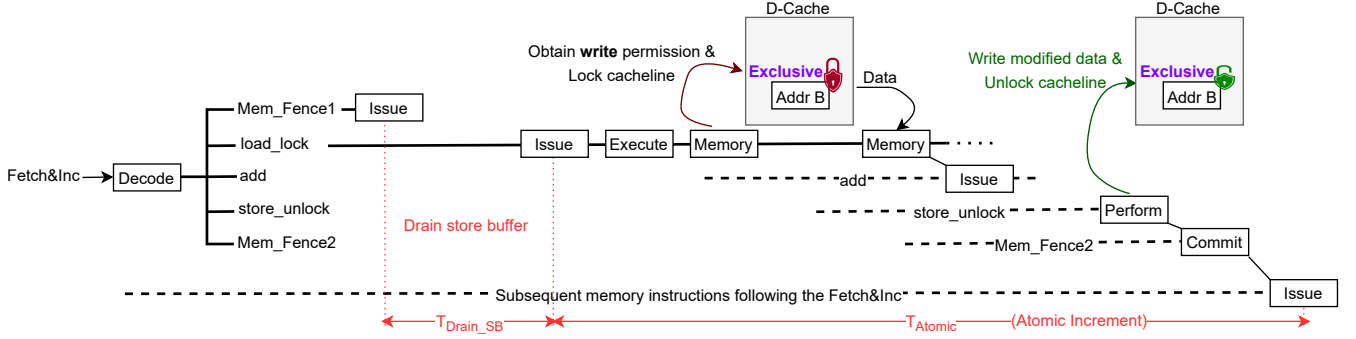 D-Cache
D-Cache
Obtain write permission &
Lock cacheline
Exclusive
Addr B
Data
Write modified data &
Unlock cacheline
Exclusive
Addr B
Mem_Fence1
Issue
load_lock
Issue
Execute
Memory
Memory
Fetch&Inc
Decode
add
add
Issue
store_unlock
store_unlock
Perform
Drain store buffer
Mem_Fence2
Mem_Fence2
Commit
Subsequent memory instructions following the Fetch&Inc
Issue
T_Drain_SB
T_Atomic (Atomic Increment)